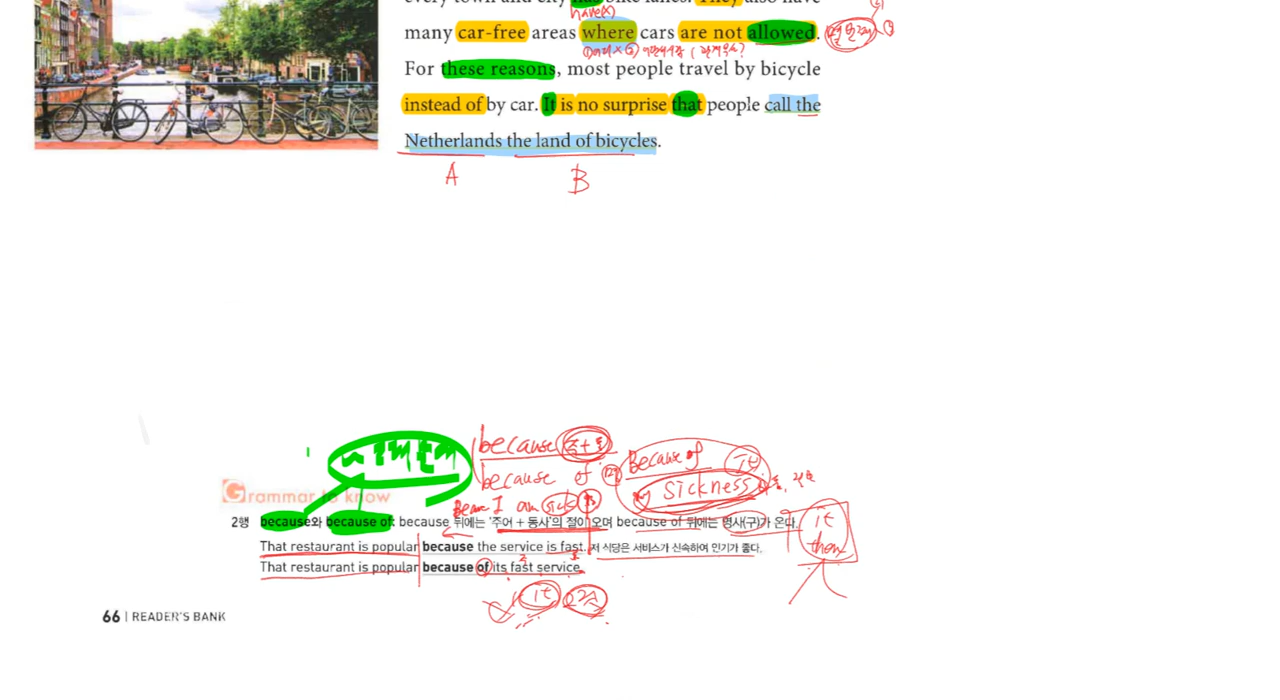 every town and city has bike lanes. They also have
have(x)
many car-free areas where cars are not allowed.
For these reasons, most people travel by bicycle
instead of by car. It is no surprise that people call the
Netherlands the land of bicycles.
A
B
because 주+동
because of
Because of
sickness
Because I am sick
Grammar to know
2행 because와 because of: because 뒤에는 '주어 + 동사'의 절이 오며 because of 뒤에는 명사(구)가 온다.
it
them
That restaurant is popular because the service is fast. 저 식당은 서비스가 신속하여 인기가 좋다.
That restaurant is popular because of its fast service.
it
66 | READER'S BANK